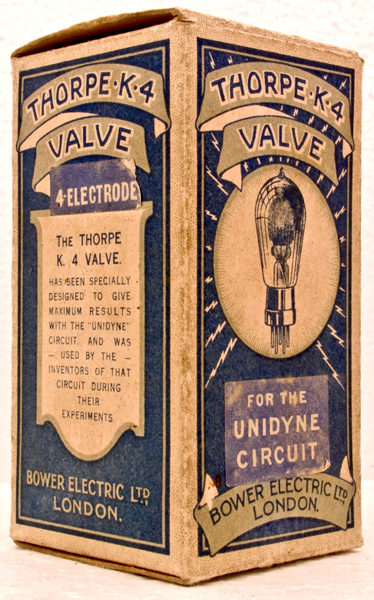 THORPE·K·4
VALVE
4-ELECTRODE
THE THORPE
K. 4 VALVE.
HAS BEEN SPECIALLY
DESIGNED TO GIVE
MAXIMUM RESULTS
WITH THE "UNIDYNE"
CIRCUIT, AND WAS
— USED BY THE —
INVENTORS OF THAT
CIRCUIT DURING
THEIR
EXPERIMENTS
BOWER ELECTRIC LTD.,
LONDON.
THORPE·K·4
VALVE
FOR THE
UNIDYNE
CIRCUIT
BOWER ELECTRIC LTD,
LONDON.